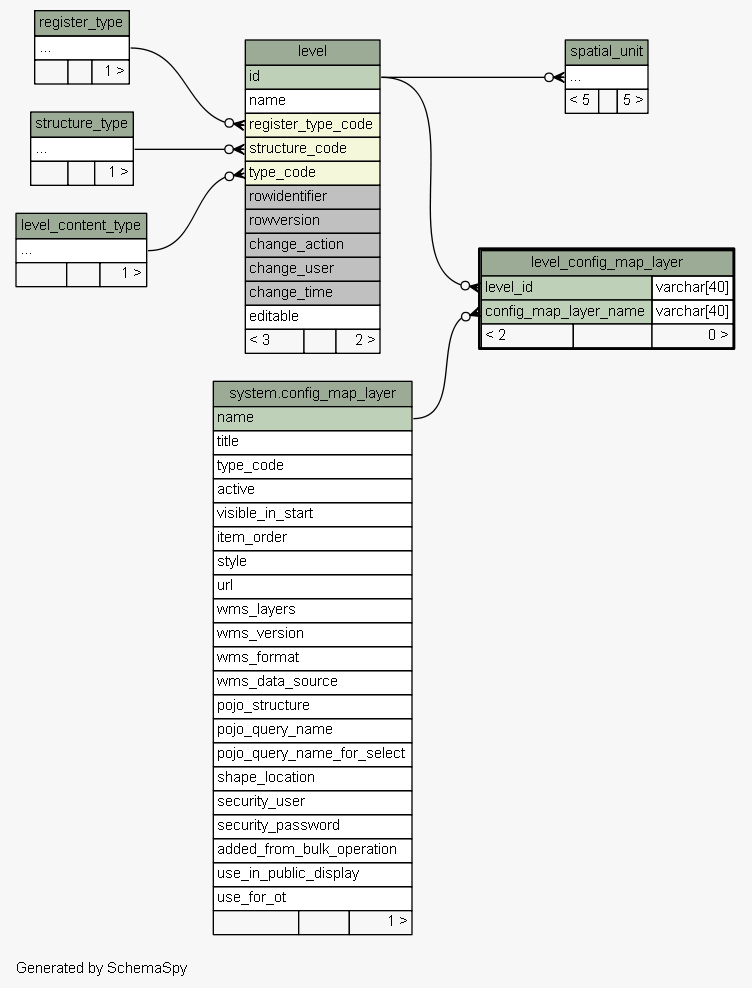 register_type
...
1 >
structure_type
...
1 >
level_content_type
...
1 >
level
id
name
register_type_code
structure_code
type_code
rowidentifier
rowversion
change_action
change_user
change_time
editable
< 3 2 >
spatial_unit
...
< 5 5 >
level_config_map_layer
level_id varchar[40]
config_map_layer_name varchar[40]
< 2 0 >
system.config_map_layer
name
title
type_code
active
visible_in_start
item_order
style
url
wms_layers
wms_version
wms_format
wms_data_source
pojo_structure
pojo_query_name
pojo_query_name_for_select
shape_location
security_user
security_password
added_from_bulk_operation
use_in_public_display
use_for_ot
1 >
Generated by SchemaSpy